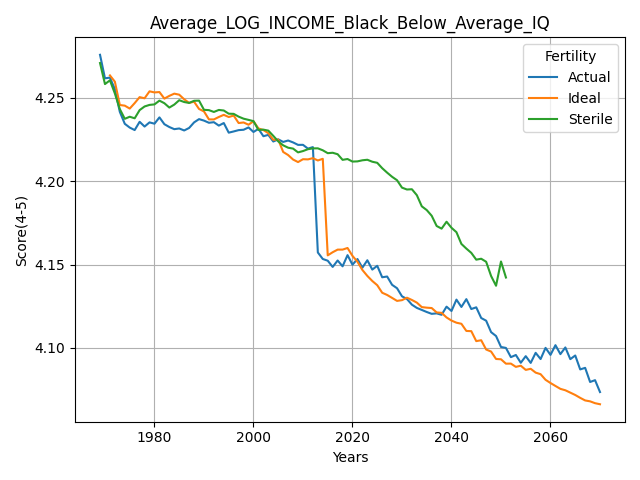 Average_LOG_INCOME_Black_Below_Average_IQ
Fertility
Actual
Ideal
Sterile
Score(4-5)
4.25
4.20
4.15
4.10
1980
2000
2020
2040
2060
Years